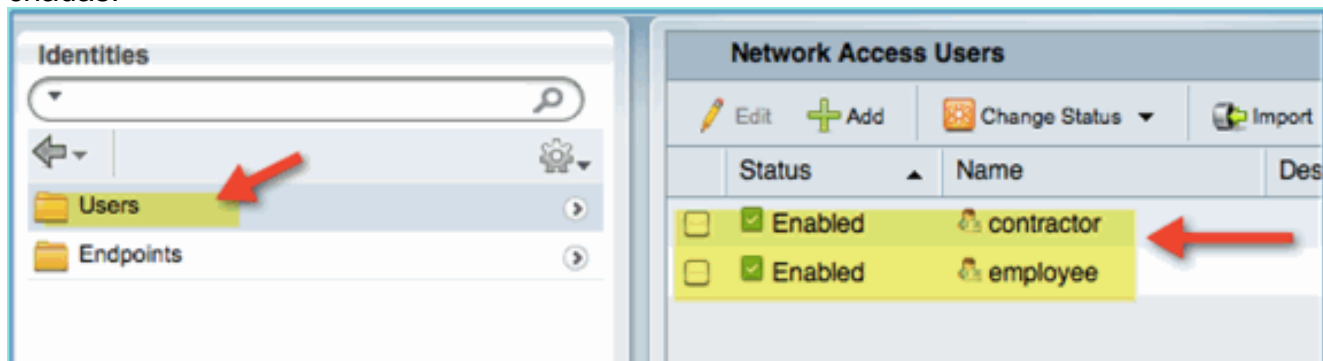 Identities
Users
Endpoints
Network Access Users
Edit Add Change Status Import
Status Name Des
Enabled contractor
Enabled employee